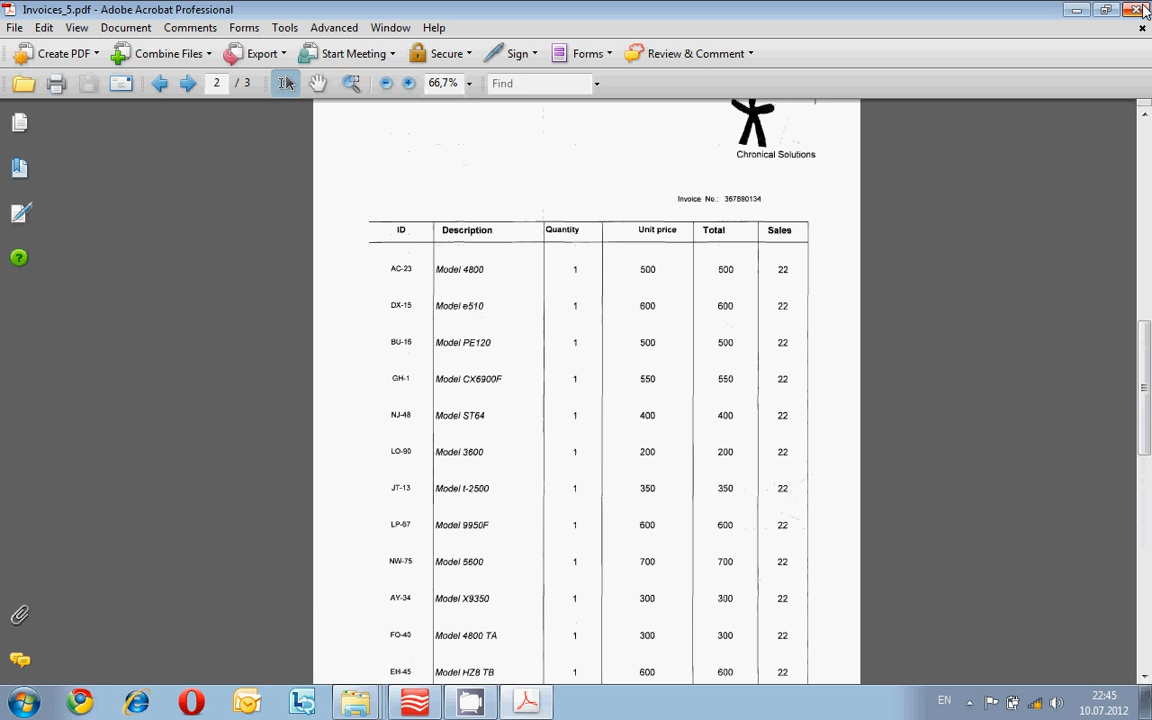 Invoices_5.pdf - Adobe Acrobat Professional
File Edit View Document Comments Forms Tools Advanced Window Help
Create PDF Combine Files Export Start Meeting Secure Sign Forms Review & Comment
2 / 3 66,7% Find
Chronical Solutions
Invoice No.: 367890134
ID Description Quantity Unit price Total Sales
AC-23 Model 4800 1 500 500 22
DX-15 Model e510 1 600 600 22
BU-16 Model PE120 1 500 500 22
GH-1 Model CX6900F 1 550 550 22
NJ-48 Model ST64 1 400 400 22
LO-90 Model 3600 1 200 200 22
JT-13 Model t-2500 1 350 350 22
LP-67 Model 9950F 1 600 600 22
NW-75 Model 5600 1 700 700 22
AY-34 Model X9350 1 300 300 22
FO-40 Model 4800 TA 1 300 300 22
EH-45 Model HZ8 TB 1 600 600 22
EN 22:45
10.07.2012